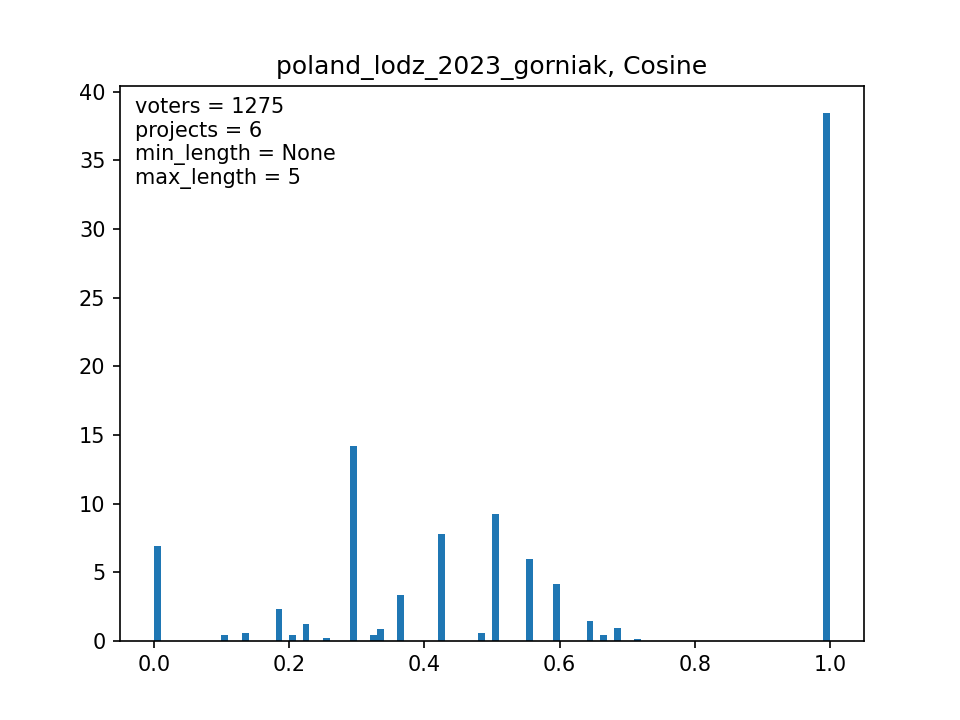 poland_lodz_2023_gorniak, Cosine
voters = 1275
projects = 6
min_length = None
max_length = 5
40
35
30
25
20
15
10
5
0
0.0 0.2 0.4 0.6 0.8 1.0